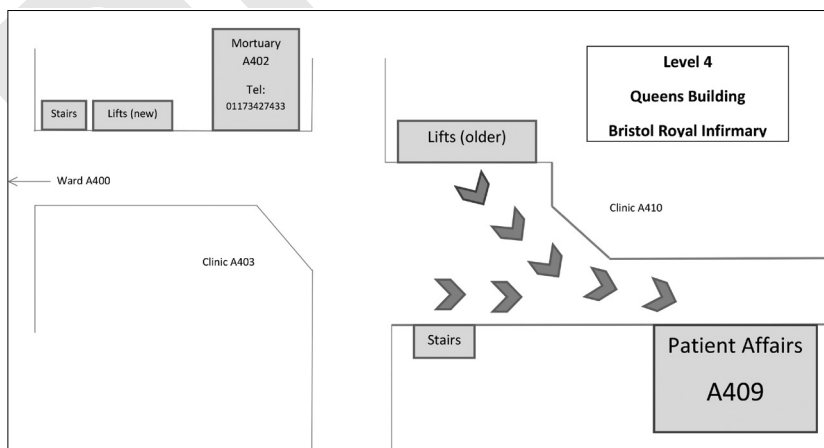 Mortuary
A402
Tel:
01173427433
Stairs
Lifts (new)
Level 4
Queens Building
Bristol Royal Infirmary
Lifts (older)
Ward A400
Clinic A410
Clinic A403
Stairs
Patient Affairs
A409